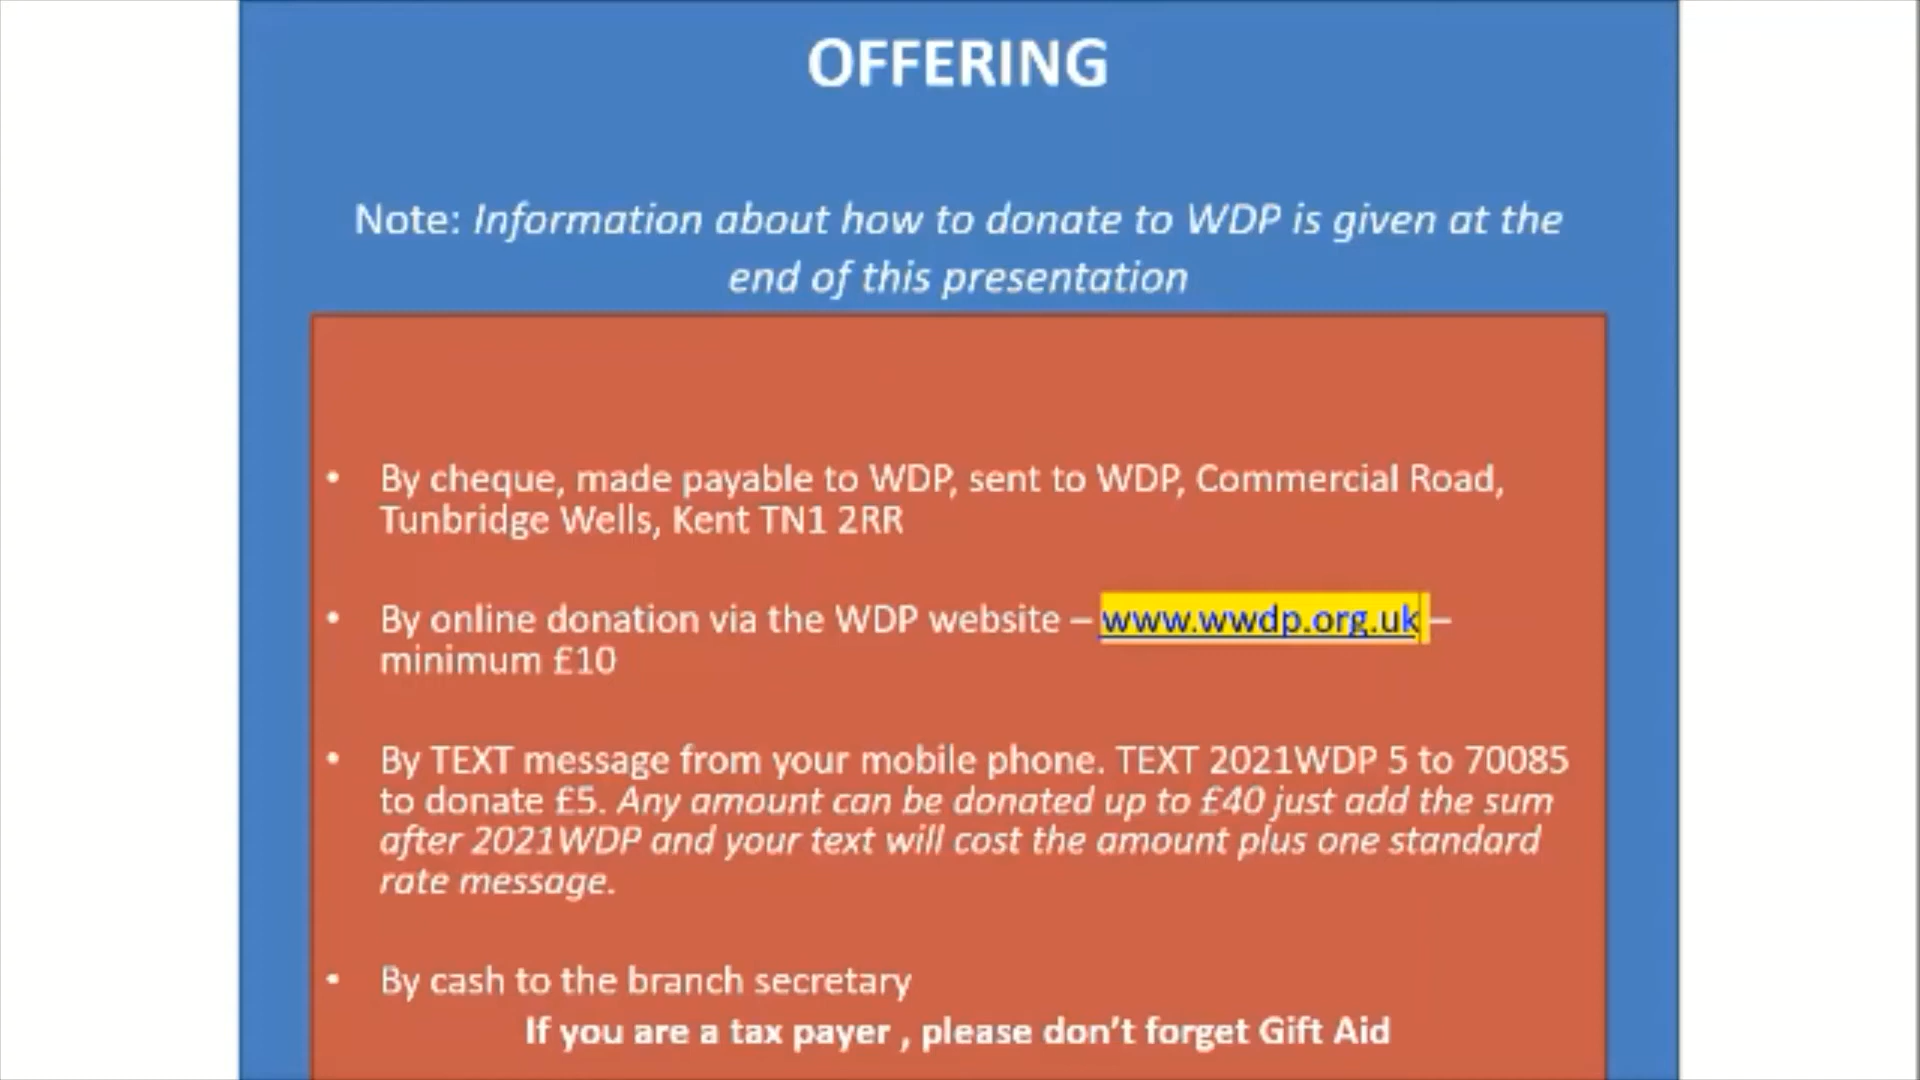 OFFERING
Note: Information about how to donate to WDP is given at the
end of this presentation
• By cheque, made payable to WDP, sent to WDP, Commercial Road,
Tunbridge Wells, Kent TN1 2RR
• By online donation via the WDP website – www.wwdp.org.uk –
minimum £10
• By TEXT message from your mobile phone. TEXT 2021WDP 5 to 70085
to donate £5. Any amount can be donated up to £40 just add the sum
after 2021WDP and your text will cost the amount plus one standard
rate message.
• By cash to the branch secretary
If you are a tax payer , please don’t forget Gift Aid